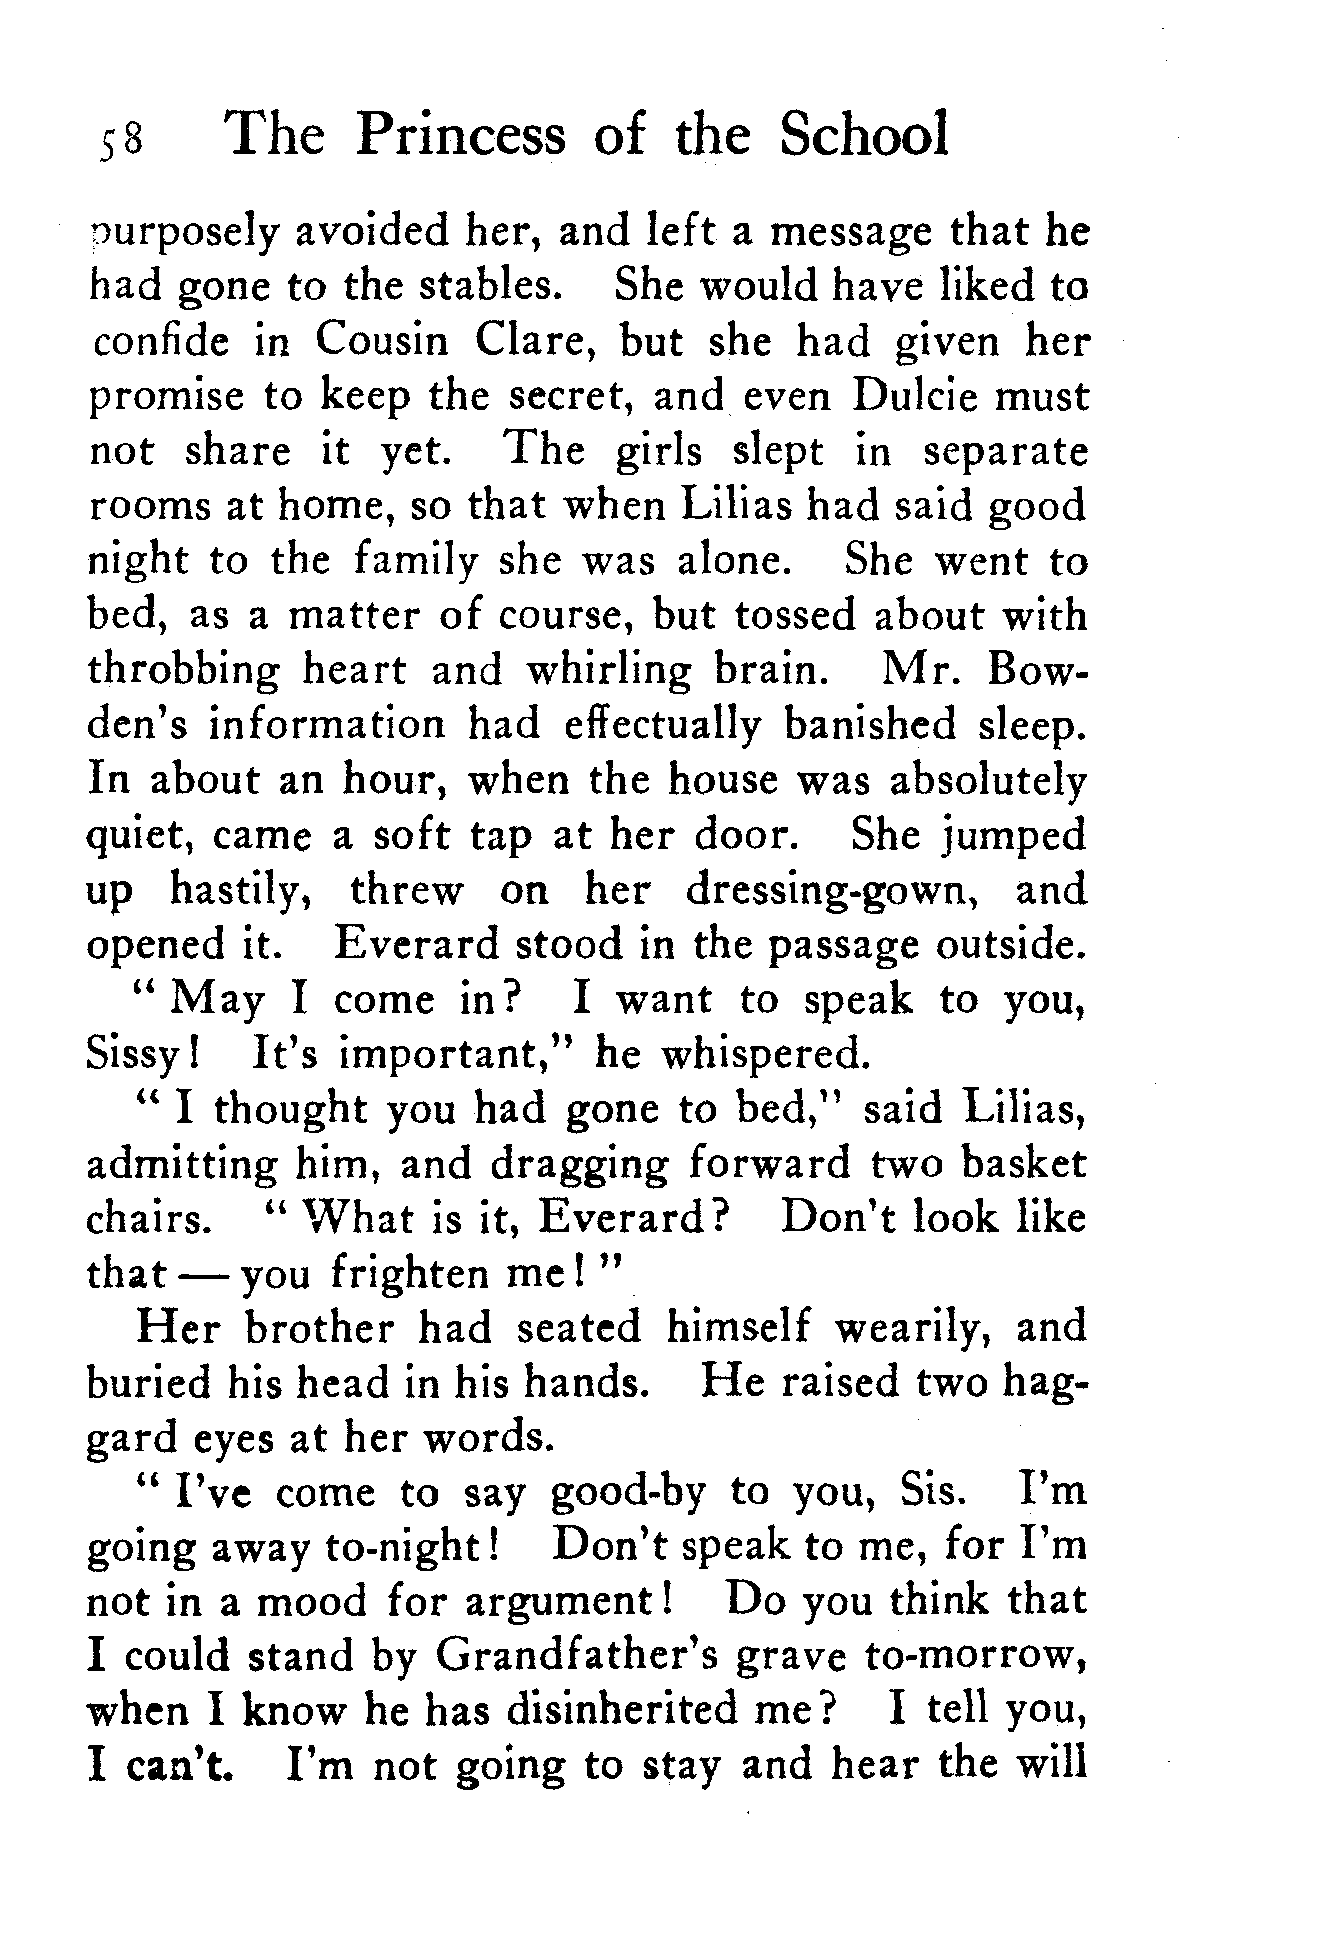 58 The Princess of the School
purposely avoided her, and left a message that he
had gone to the stables. She would have liked to
confide in Cousin Clare, but she had given her
promise to keep the secret, and even Dulcie must
not share it yet. The girls slept in separate
rooms at home, so that when Lilias had said good
night to the family she was alone. She went to
bed, as a matter of course, but tossed about with
throbbing heart and whirling brain. Mr. Bow-
den's information had effectually banished sleep.
In about an hour, when the house was absolutely
quiet, came a soft tap at her door. She jumped
up hastily, threw on her dressing-gown, and
opened it. Everard stood in the passage outside.
“ May I come in? I want to speak to you,
Sissy! It's important,” he whispered.
“ I thought you had gone to bed,” said Lilias,
admitting him, and dragging forward two basket
chairs. “ What is it, Everard? Don't look like
that — you frighten me! ”
Her brother had seated himself wearily, and
buried his head in his hands. He raised two hag-
gard eyes at her words.
“ I've come to say good-by to you, Sis. I'm
going away to-night! Don't speak to me, for I'm
not in a mood for argument! Do you think that
I could stand by Grandfather's grave to-morrow,
when I know he has disinherited me? I tell you,
I can't. I'm not going to stay and hear the will